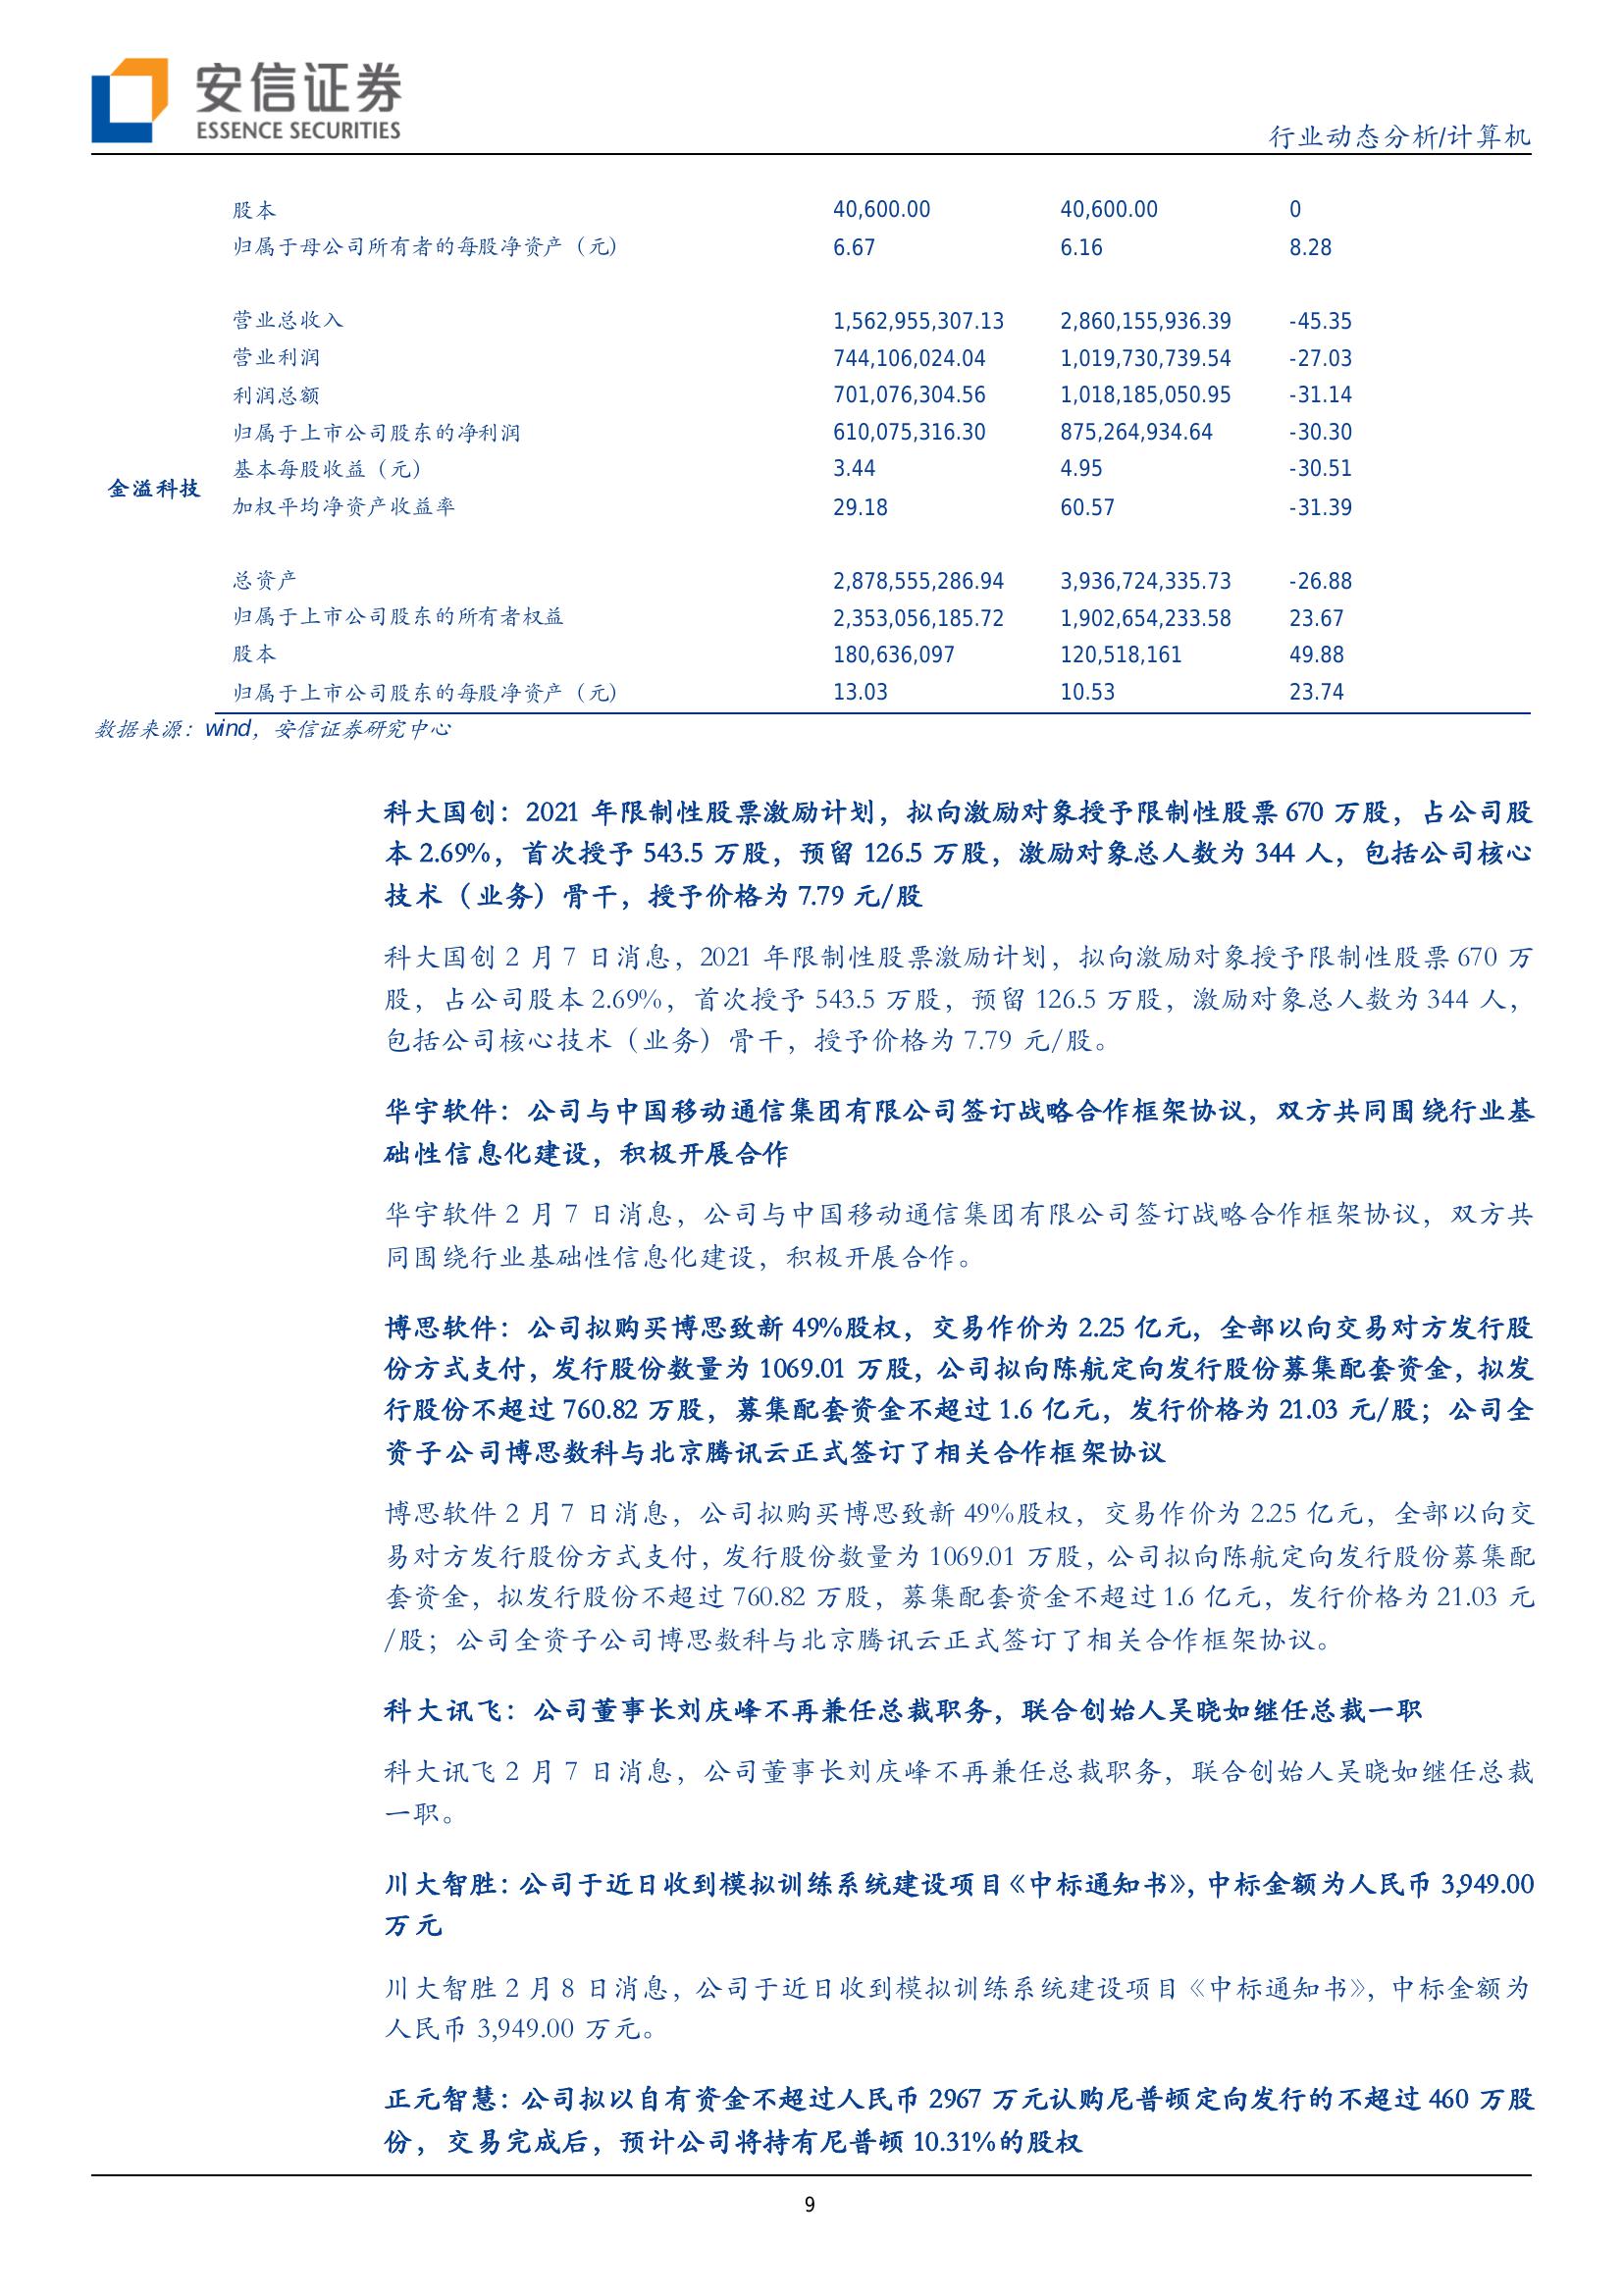 安信证券
ESSENCE SECURITIES
行业动态分析/计算机
股本 40,600.00 40,600.00 0
归属于母公司所有者的每股净资产（元） 6.67 6.16 8.28
营业总收入 1,562,955,307.13 2,860,155,936.39 -45.35
营业利润 744,106,024.04 1,019,730,739.54 -27.03
利润总额 701,076,304.56 1,018,185,050.95 -31.14
归属于上市公司股东的净利润 610,075,316.30 875,264,934.64 -30.30
基本每股收益（元） 3.44 4.95 -30.51
金溢科技
加权平均净资产收益率 29.18 60.57 -31.39
总资产 2,878,555,286.94 3,936,724,335.73 -26.88
归属于上市公司股东的所有者权益 2,353,056,185.72 1,902,654,233.58 23.67
股本 180,636,097 120,518,161 49.88
归属于上市公司股东的每股净资产（元） 13.03 10.53 23.74
数据来源：wind，安信证券研究中心
科大国创：2021 年限制性股票激励计划，拟向激励对象授予限制性股票 670 万股，占公司股
本 2.69%，首次授予 543.5 万股，预留 126.5 万股，激励对象总人数为 344 人，包括公司核心
技术（业务）骨干，授予价格为 7.79 元/股
科大国创 2 月 7 日消息，2021 年限制性股票激励计划，拟向激励对象授予限制性股票 670 万
股，占公司股本 2.69%，首次授予 543.5 万股，预留 126.5 万股，激励对象总人数为 344 人，
包括公司核心技术（业务）骨干，授予价格为 7.79 元/股。
华宇软件：公司与中国移动通信集团有限公司签订战略合作框架协议，双方共同围绕行业基
础性信息化建设，积极开展合作
华宇软件 2 月 7 日消息，公司与中国移动通信集团有限公司签订战略合作框架协议，双方共
同围绕行业基础性信息化建设，积极开展合作。
博思软件：公司拟购买博思致新 49%股权，交易作价为 2.25 亿元，全部以向交易对方发行股
份方式支付，发行股份数量为 1069.01 万股，公司拟向陈航定向发行股份募集配套资金，拟发
行股份不超过 760.82 万股，募集配套资金不超过 1.6 亿元，发行价格为 21.03 元/股；公司全
资子公司博思数科与北京腾讯云正式签订了相关合作框架协议
博思软件 2 月 7 日消息，公司拟购买博思致新 49%股权，交易作价为 2.25 亿元，全部以向交
易对方发行股份方式支付，发行股份数量为 1069.01 万股，公司拟向陈航定向发行股份募集配
套资金，拟发行股份不超过 760.82 万股，募集配套资金不超过 1.6 亿元，发行价格为 21.03 元
/股；公司全资子公司博思数科与北京腾讯云正式签订了相关合作框架协议。
科大讯飞：公司董事长刘庆峰不再兼任总裁职务，联合创始人吴晓如继任总裁一职
科大讯飞 2 月 7 日消息，公司董事长刘庆峰不再兼任总裁职务，联合创始人吴晓如继任总裁
一职。
川大智胜：公司于近日收到模拟训练系统建设项目《中标通知书》，中标金额为人民币 3,949.00
万元
川大智胜 2 月 8 日消息，公司于近日收到模拟训练系统建设项目《中标通知书》，中标金额为
人民币 3,949.00 万元。
正元智慧：公司拟以自有资金不超过人民币 2967 万元认购尼普顿定向发行的不超过 460 万股
份，交易完成后，预计公司将持有尼普顿 10.31%的股权
9